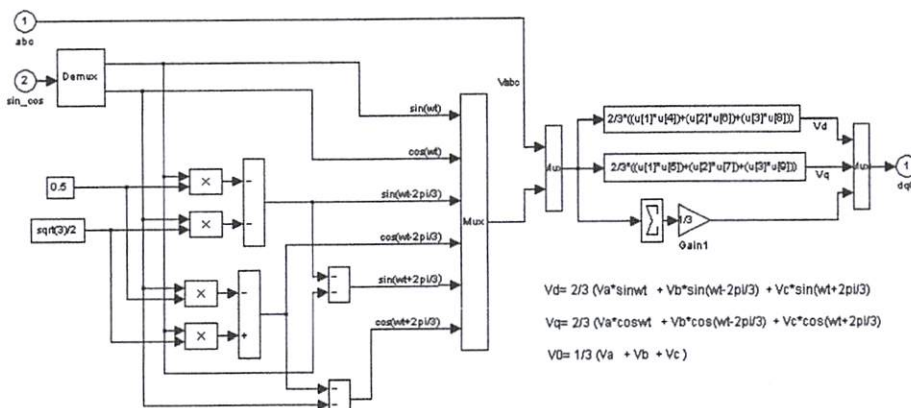 1
abc
2
sin_cos
Demux
0.5
sqrt(3)/2
×
×
×
×
-
-
-
+
-
-
-
-
sin(wt)
cos(wt)
sin(wt-2pi/3)
cos(wt-2pi/3)
sin(wt+2pi/3)
cos(wt+2pi/3)
Mux
Vabc
2/3*((u[1]*u[4])+(u[2]*u[6])+(u[3]*u[8]))
Vd
2/3*((u[1]*u[5])+(u[2]*u[7])+(u[3]*u[9]))
Vq
Σ
1/3
Gain1
1
Vd= 2/3 (Va*sinwt + Vb*sin(wt-2pi/3) + Vc*sin(wt+2pi/3)
Vq= 2/3 (Va*coswt + Vb*cos(wt-2pi/3) + Vc*cos(wt+2pi/3)
V0= 1/3 (Va + Vb + Vc )